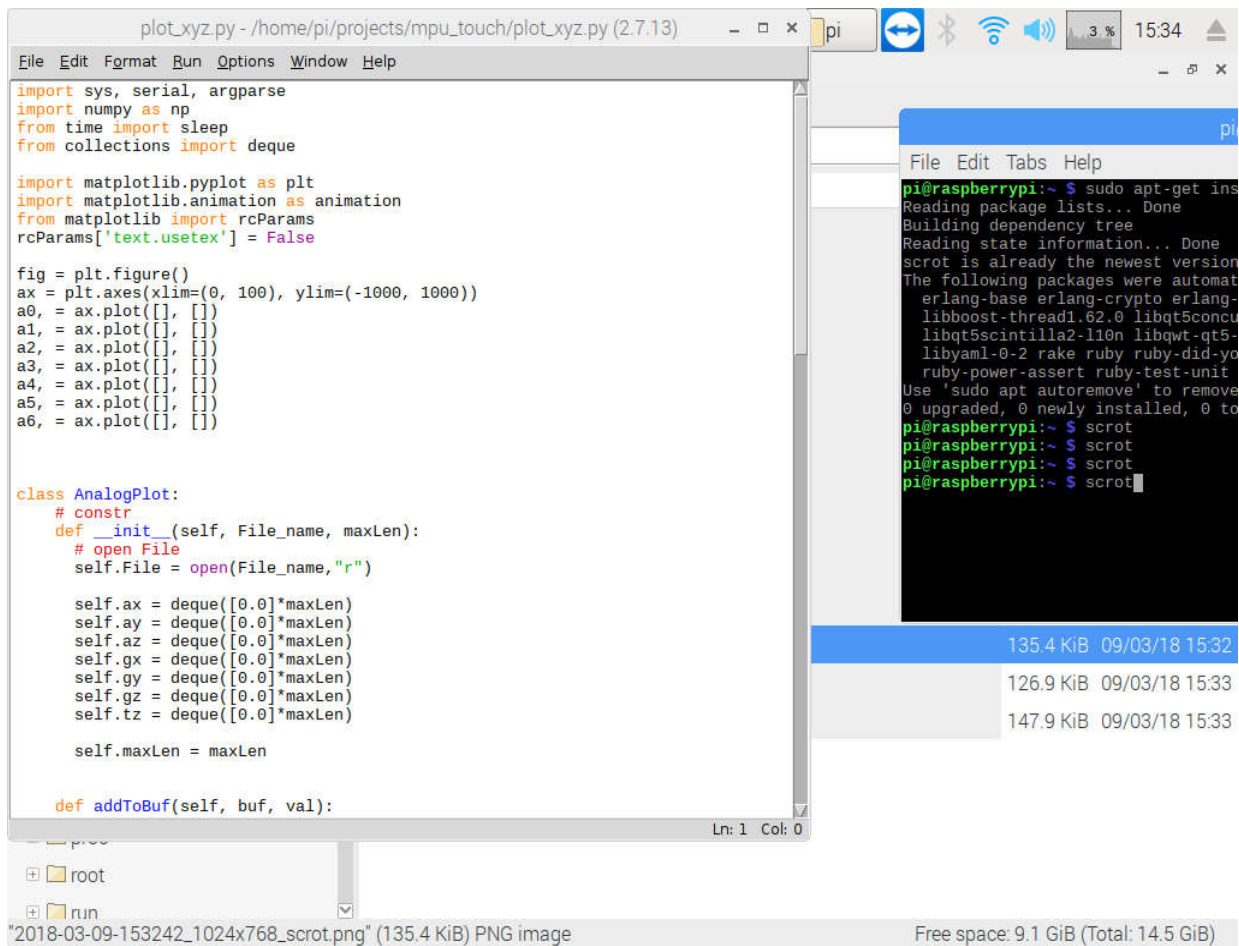 plot_xyz.py - /home/pi/projects/mpu_touch/plot_xyz.py (2.7.13)
File Edit Format Run Options Window Help
import sys, serial, argparse
import numpy as np
from time import sleep
from collections import deque
import matplotlib.pyplot as plt
import matplotlib.animation as animation
from matplotlib import rcParams
rcParams['text.usetex'] = False
fig = plt.figure()
ax = plt.axes(xlim=(0, 100), ylim=(-1000, 1000))
a0, = ax.plot([], [])
a1, = ax.plot([], [])
a2, = ax.plot([], [])
a3, = ax.plot([], [])
a4, = ax.plot([], [])
a5, = ax.plot([], [])
a6, = ax.plot([], [])
class AnalogPlot:
    # constr
    def __init__(self, File_name, maxLen):
      # open File
      self.File = open(File_name,"r")
      self.ax = deque([0.0]*maxLen)
      self.ay = deque([0.0]*maxLen)
      self.az = deque([0.0]*maxLen)
      self.gx = deque([0.0]*maxLen)
      self.gy = deque([0.0]*maxLen)
      self.gz = deque([0.0]*maxLen)
      self.tz = deque([0.0]*maxLen)
      self.maxLen = maxLen
    def addToBuf(self, buf, val):
Ln: 1 Col: 0
pi
3 %
15:34
pi
File Edit Tabs Help
pi@raspberrypi:~ $ sudo apt-get ins
Reading package lists... Done
Building dependency tree
Reading state information... Done
scrot is already the newest version
The following packages were automat
  erlang-base erlang-crypto erlang-
  libboost-thread1.62.0 libqt5concu
  libqt5scintilla2-l10n libqwt-qt5-
  libyaml-0-2 rake ruby ruby-did-yo
  ruby-power-assert ruby-test-unit
Use 'sudo apt autoremove' to remove
0 upgraded, 0 newly installed, 0 to
pi@raspberrypi:~ $ scrot
pi@raspberrypi:~ $ scrot
pi@raspberrypi:~ $ scrot
pi@raspberrypi:~ $ scrot
135.4 KiB 09/03/18 15:32
126.9 KiB 09/03/18 15:33
147.9 KiB 09/03/18 15:33
root
run
"2018-03-09-153242_1024x768_scrot.png" (135.4 KiB) PNG image
Free space: 9.1 GiB (Total: 14.5 GiB)